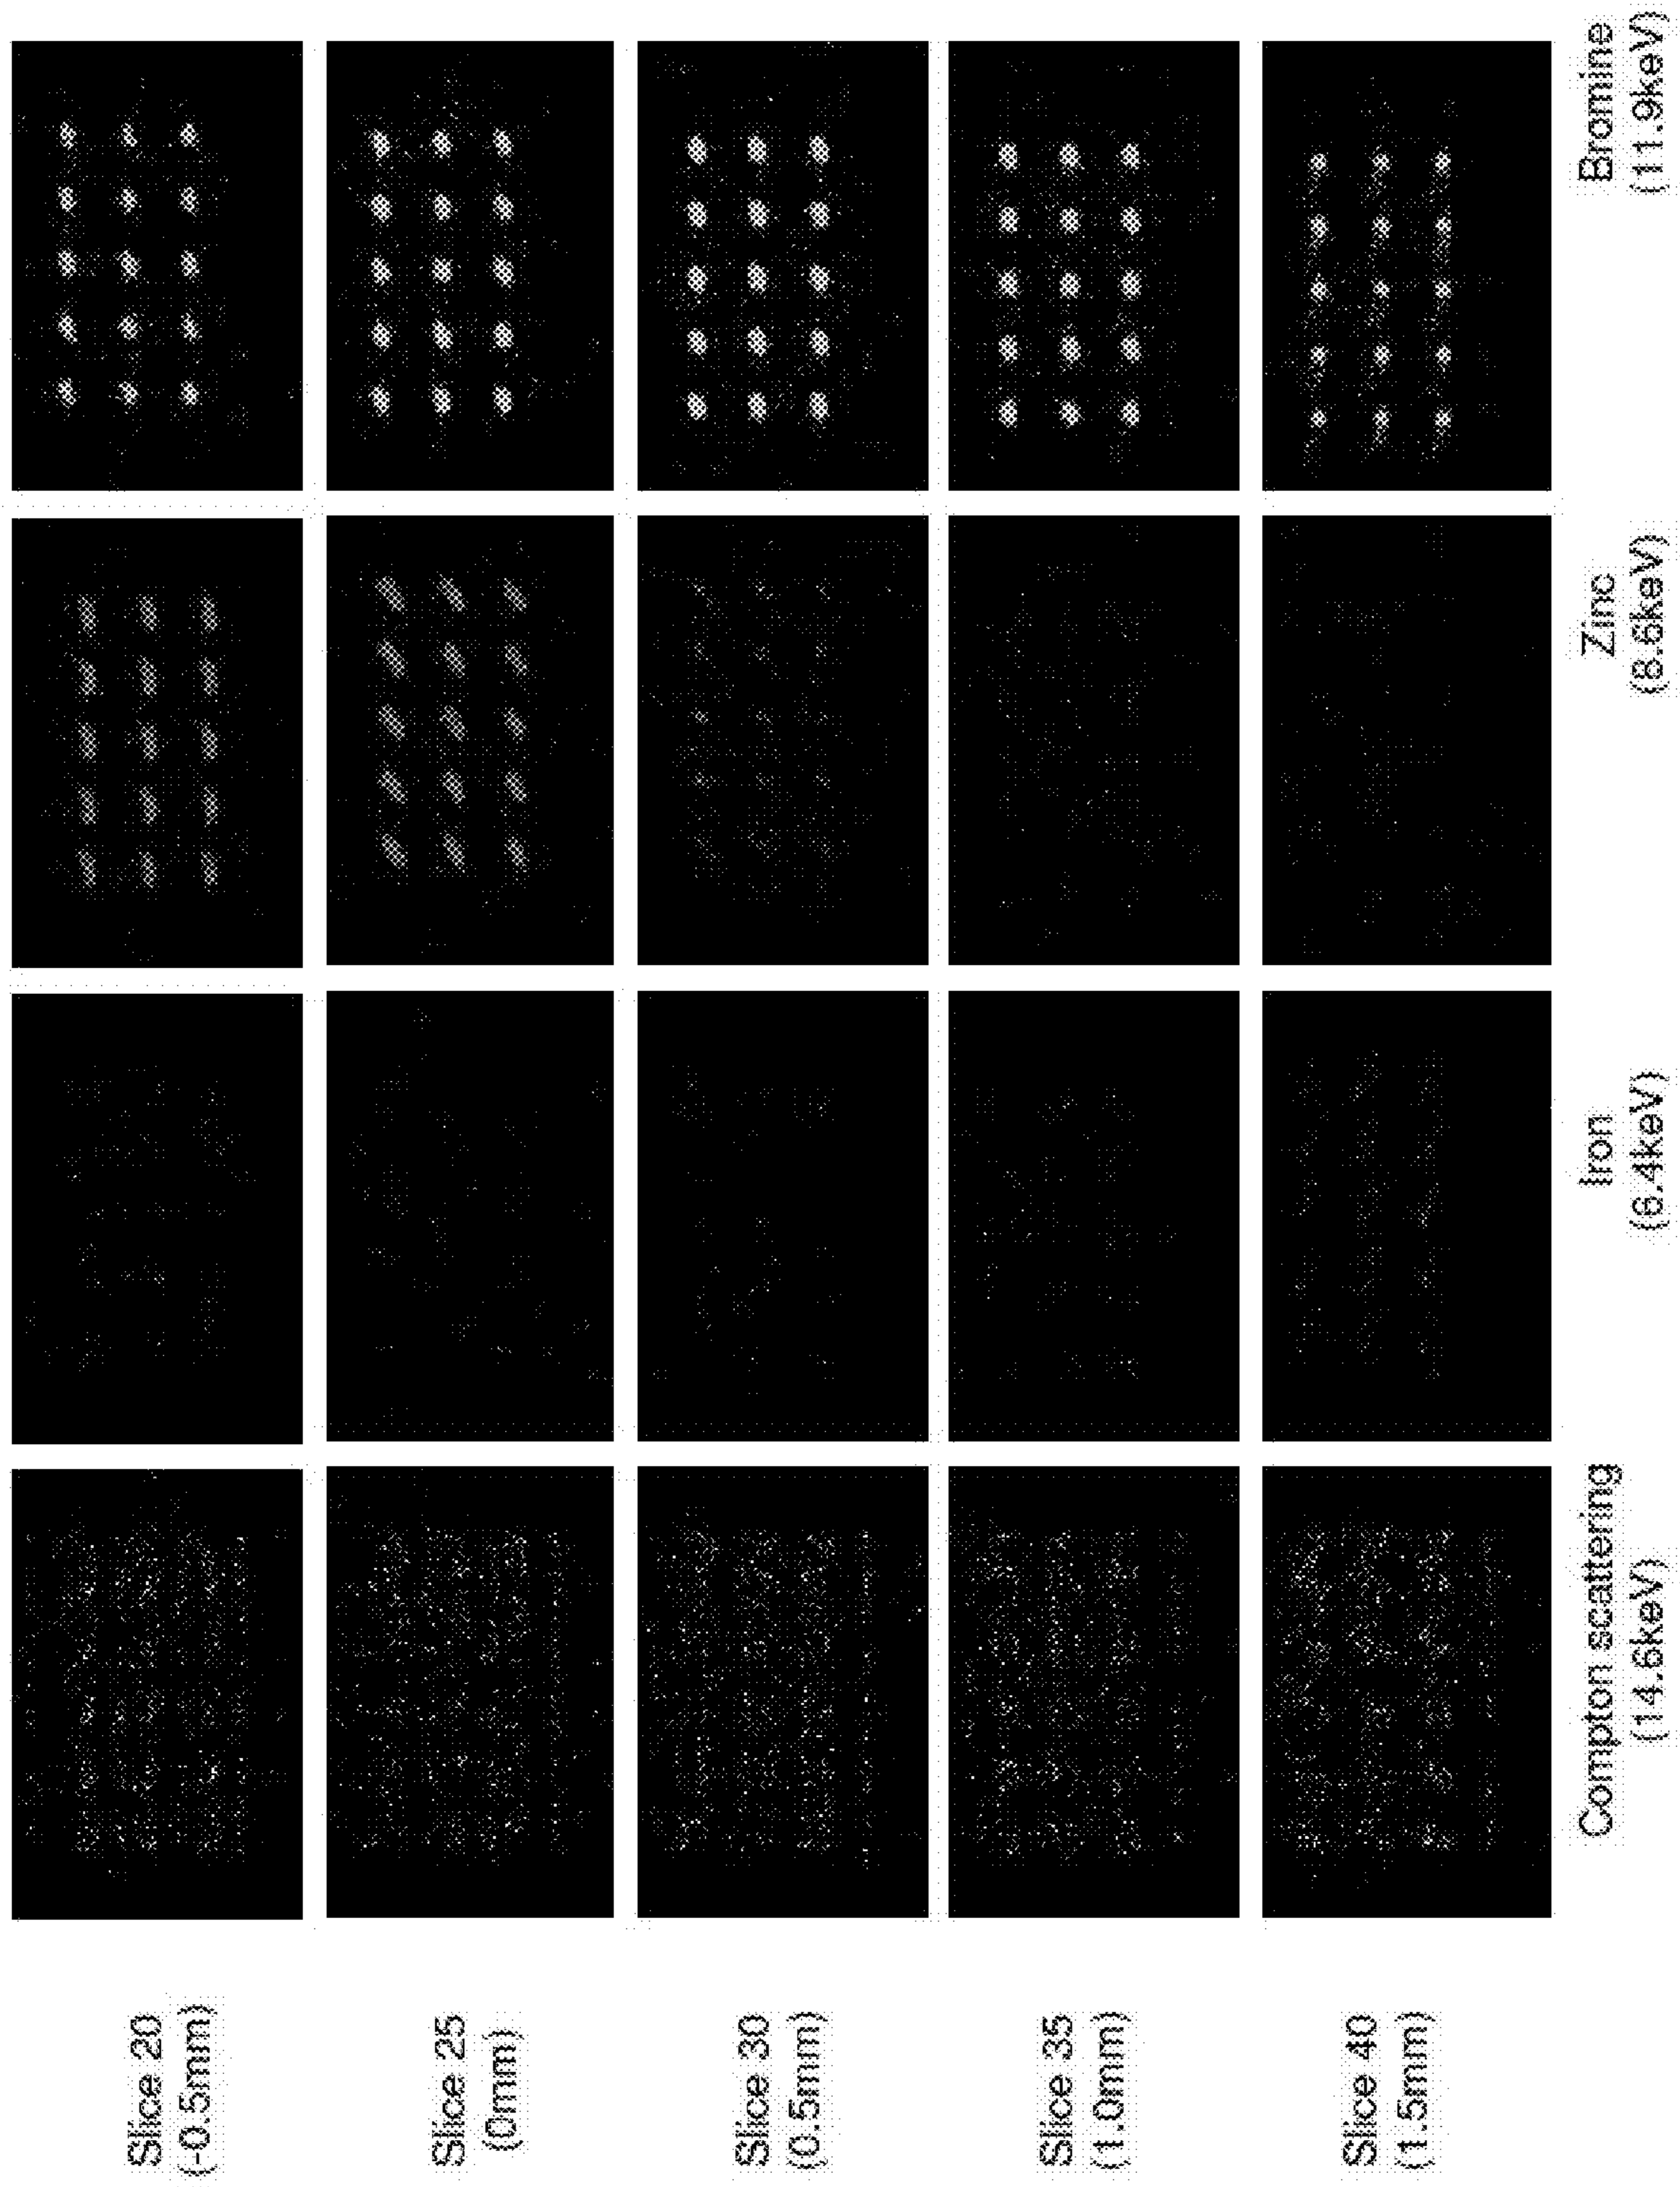 Slice 20
(-0.5mm)
Slice 25
(0mm)
Slice 30
(0.5mm)
Slice 35
(1.0mm)
Slice 40
(1.5mm)
Compton scattering
(14.6keV)
Iron
(6.4keV)
Zinc
(8.6keV)
Bromine
(11.9keV)